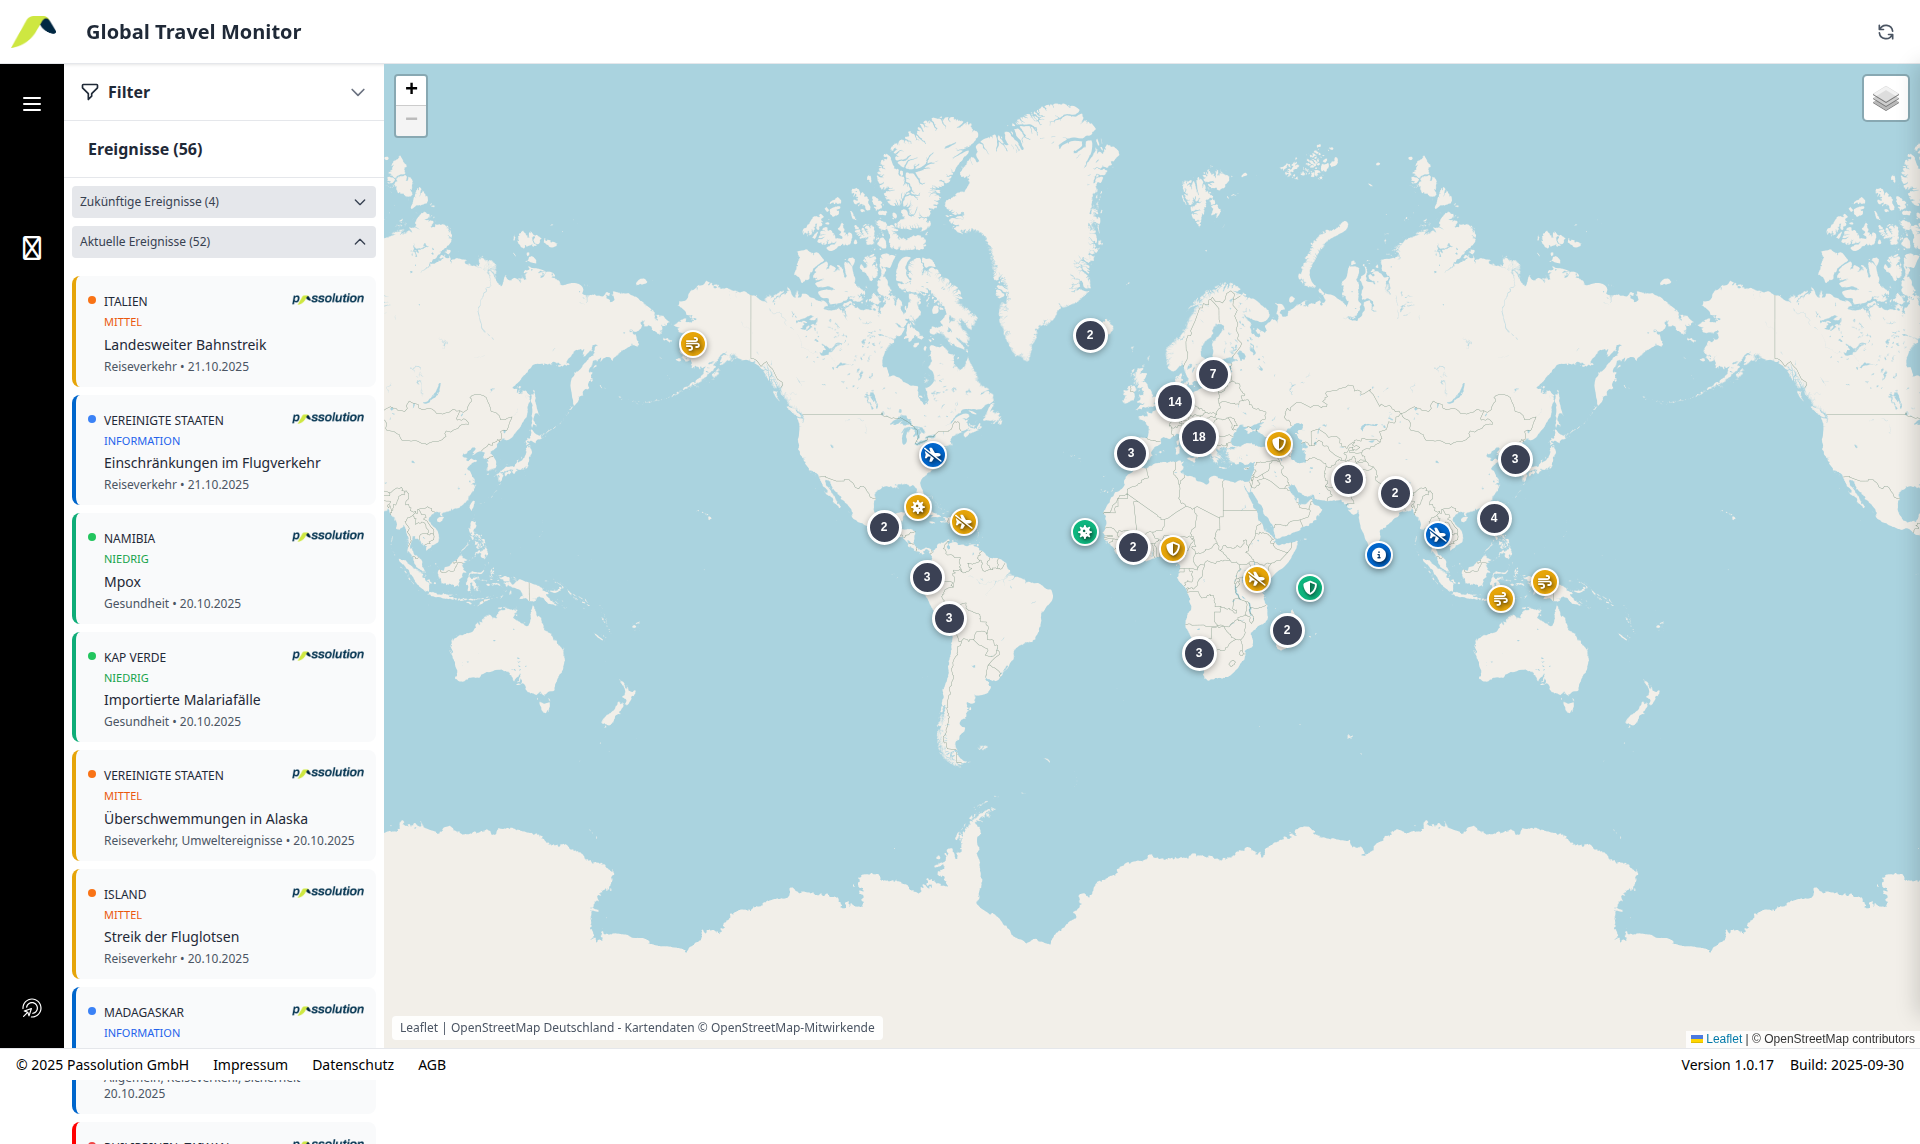 Global Travel Monitor
Filter
Ereignisse (56)
Zukünftige Ereignisse (4)
Aktuelle Ereignisse (52)
ITALIEN
passolution
MITTEL
Landesweiter Bahnstreik
Reiseverkehr • 21.10.2025
VEREINIGTE STAATEN
passolution
INFORMATION
Einschränkungen im Flugverkehr
Reiseverkehr • 21.10.2025
NAMIBIA
passolution
NIEDRIG
Mpox
Gesundheit • 20.10.2025
KAP VERDE
passolution
NIEDRIG
Importierte Malariafälle
Gesundheit • 20.10.2025
VEREINIGTE STAATEN
passolution
MITTEL
Überschwemmungen in Alaska
Reiseverkehr, Umweltereignisse • 20.10.2025
ISLAND
passolution
MITTEL
Streik der Fluglotsen
Reiseverkehr • 20.10.2025
MADAGASKAR
passolution
INFORMATION
20.10.2025
+
−
2
7
14
18
3
3
3
2
4
2
2
3
3
2
3
Leaflet | OpenStreetMap Deutschland - Kartendaten © OpenStreetMap-Mitwirkende
Leaflet | © OpenStreetMap contributors
© 2025 Passolution GmbH
Impressum
Datenschutz
AGB
Version 1.0.17
Build: 2025-09-30